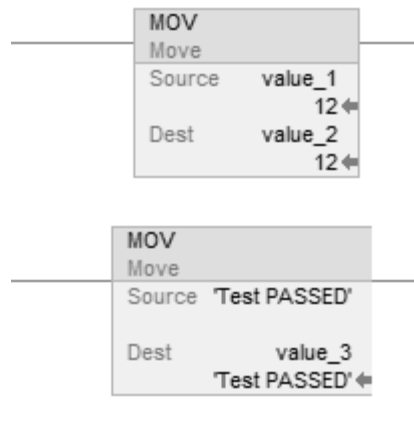 MOV
Move
Source value_1
12
Dest value_2
12
MOV
Move
Source 'Test PASSED'
Dest value_3
'Test PASSED'